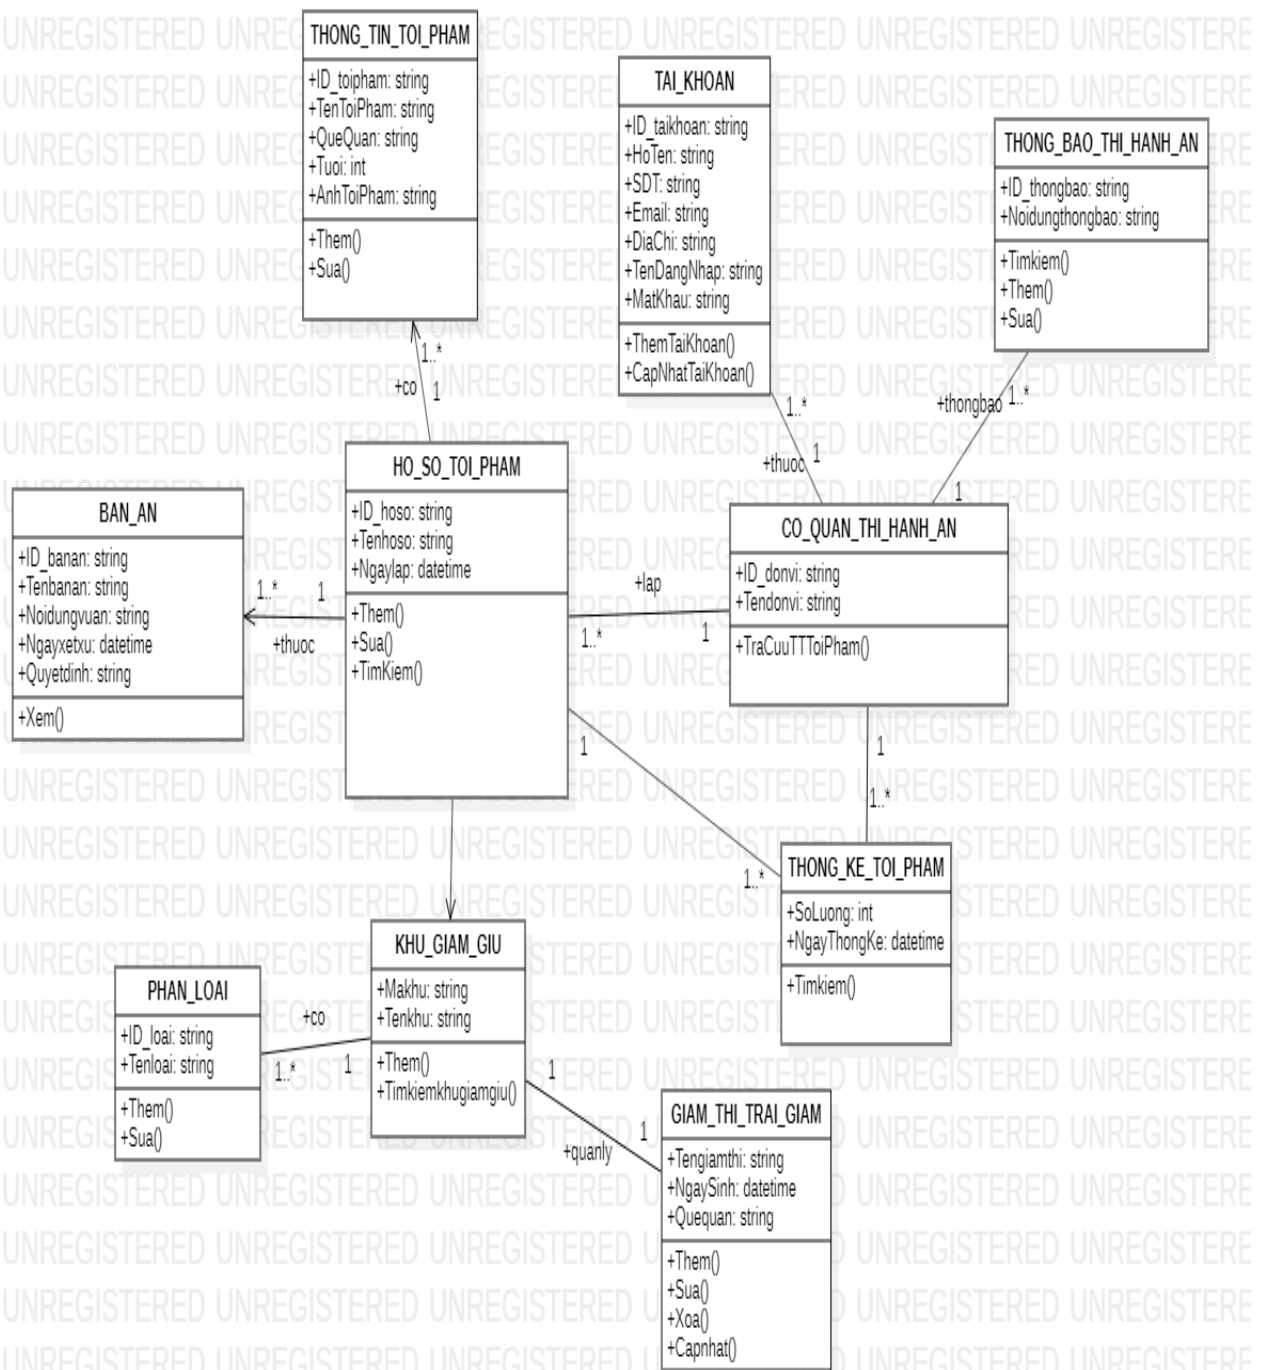 THONG_TIN_TOI_PHAM
+ID_toipham: string
+TenToiPham: string
+QueQuan: string
+Tuoi: int
+AnhToiPham: string
+Them()
+Sua()
TAI_KHOAN
+ID_taikhoan: string
+HoTen: string
+SDT: string
+Email: string
+DiaChi: string
+TenDangNhap: string
+MatKhau: string
+ThemTaiKhoan()
+CapNhatTaiKhoan()
THONG_BAO_THI_HANH_AN
+ID_thongbao: string
+Noidungthongbao: string
+Timkiem()
+Them()
+Sua()
1..*
+co
1
1..*
+thuoc
1
+thongbao
1..*
1
HO_SO_TOI_PHAM
+ID_hoso: string
+Tenhoso: string
+Ngaylap: datetime
+Them()
+Sua()
+TimKiem()
BAN_AN
+ID_banan: string
+Tenbanan: string
+Noidungvuan: string
+Ngayxetxu: datetime
+Quyetdinh: string
+Xem()
1..*
1
+thuoc
CO_QUAN_THI_HANH_AN
+ID_donvi: string
+Tendonvi: string
+TraCuuTTToiPham()
+lap
1..*
1
1
1..*
1
1..*
THONG_KE_TOI_PHAM
+SoLuong: int
+NgayThongKe: datetime
+Timkiem()
KHU_GIAM_GIU
+Makhu: string
+Tenkhu: string
+Them()
+Timkiemkhugiamgiu()
PHAN_LOAI
+ID_loai: string
+Tenloai: string
+Them()
+Sua()
+co
1..*
1
1
+quanly
1
GIAM_THI_TRAI_GIAM
+Tengiamthi: string
+NgaySinh: datetime
+Quequan: string
+Them()
+Sua()
+Xoa()
+Capnhat()
UNREGISTERED